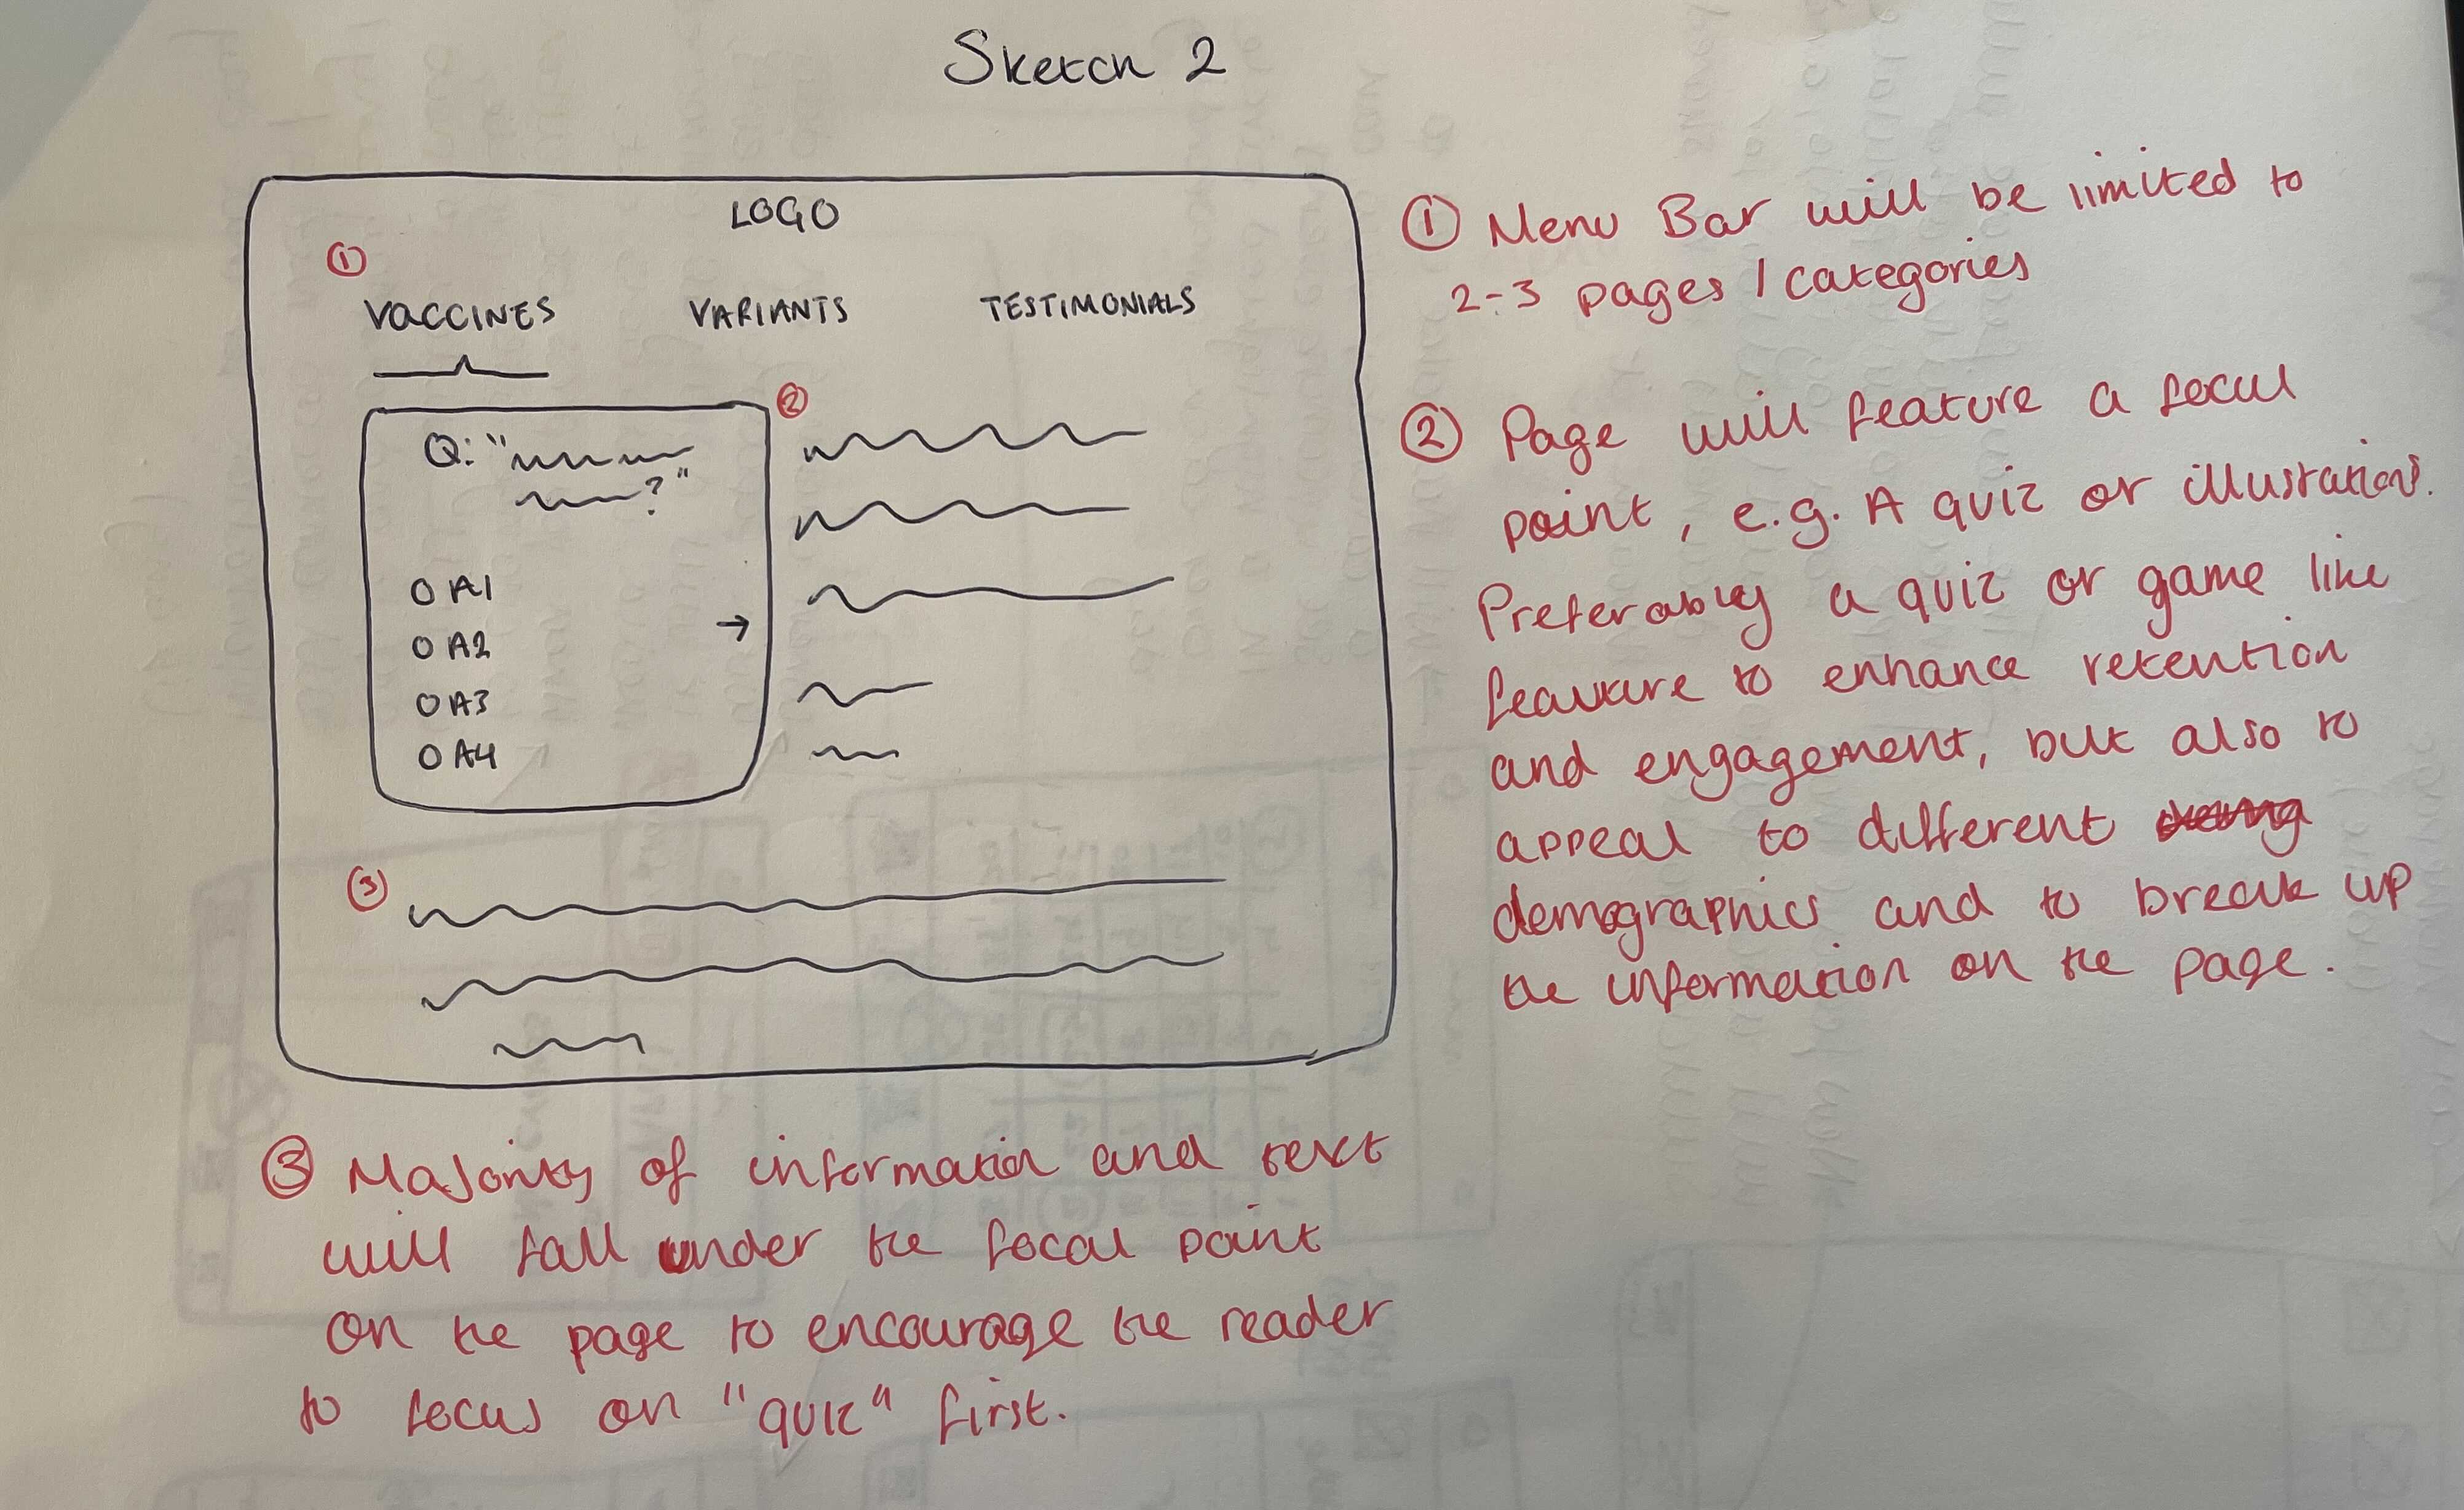 Sketch 2
LOGO
①
VACCINES VARIANTS TESTIMONIALS
②
Q: "
?"
O A1
→
O A2
O A3
O A4
③
① Menu Bar will be limited to
2-3 pages / categories
② Page will feature a focal
point, e.g. A quiz or illustrations.
Preferably a quiz or game like
feature to enhance retention
and engagement, but also to
appeal to different
demographics and to break up
the information on the page.
③ Majority of information and text
will fall under the focal point
on the page to encourage the reader
to focus on "quiz" first.